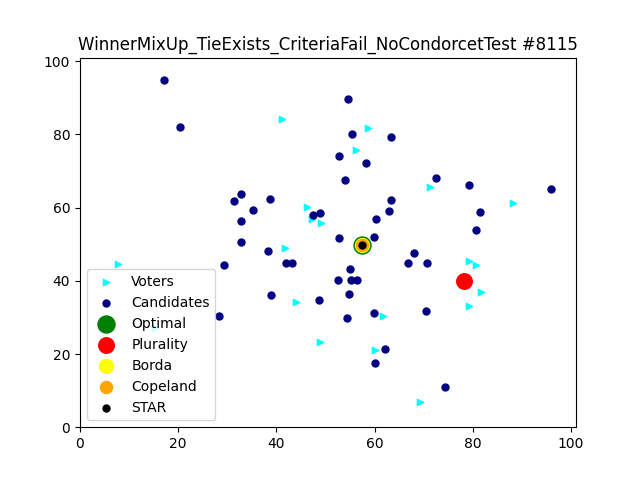 WinnerMixUp_TieExists_CriteriaFail_NoCondorcetTest #8115
100
80
60
40
20
0
Voters
Candidates
Optimal
Plurality
Borda
Copeland
STAR
0 20 40 60 80 100